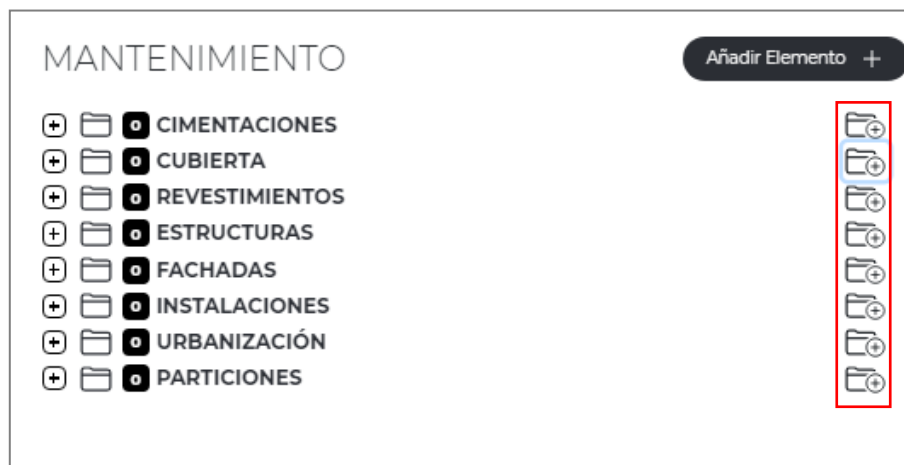 MANTENIMIENTO
Añadir Elemento +
0 CIMENTACIONES
0 CUBIERTA
0 REVESTIMIENTOS
0 ESTRUCTURAS
0 FACHADAS
0 INSTALACIONES
0 URBANIZACIÓN
0 PARTICIONES